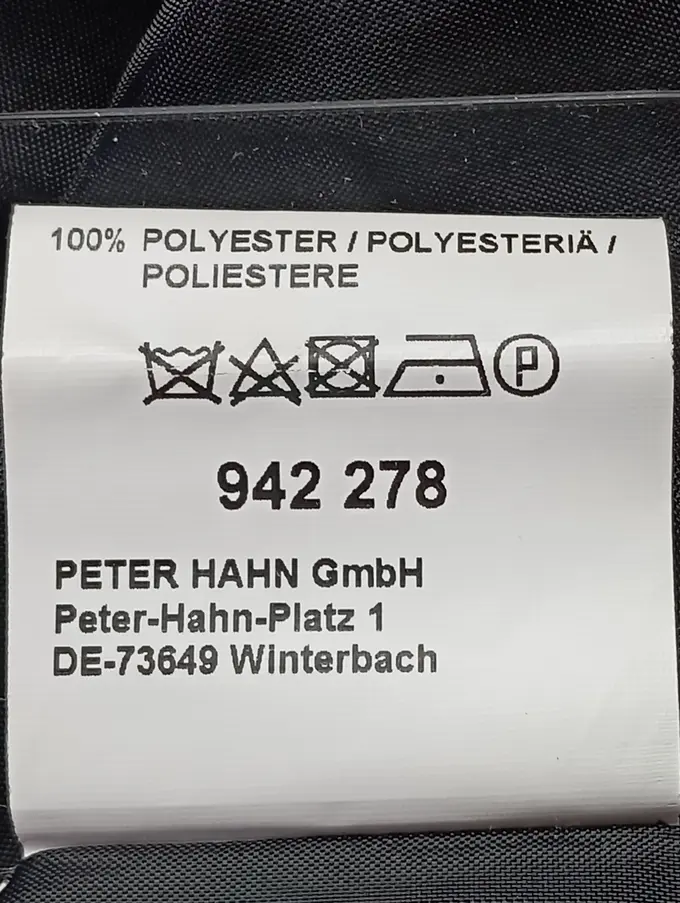 100% POLYESTER / POLYESTERIÄ /
POLIESTERE
P
942 278
PETER HAHN GmbH
Peter-Hahn-Platz 1
DE-73649 Winterbach